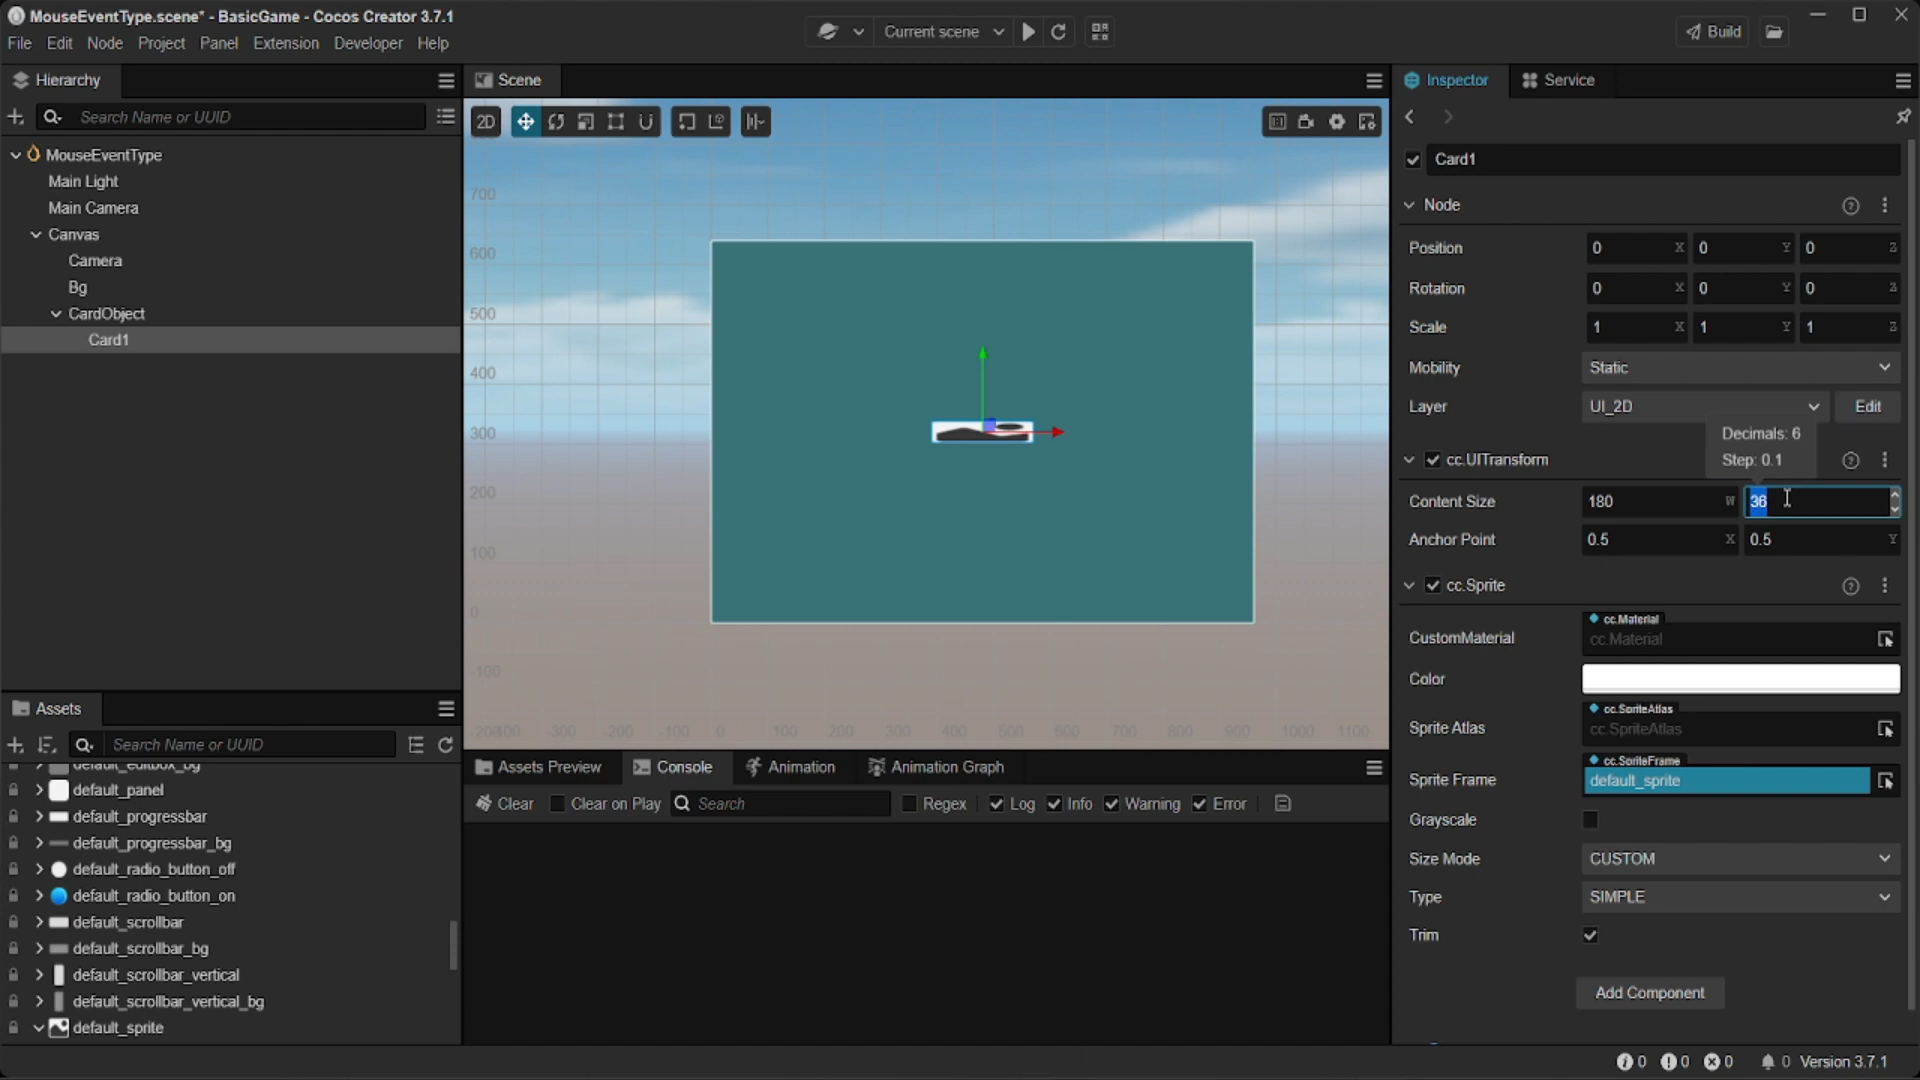 MouseEventType.scene* - BasicGame - Cocos Creator 3.7.1
File Edit Node Project Panel Extension Developer Help
Current scene
Build
Hierarchy
Search Name or UUID
MouseEventType
Main Light
Main Camera
Canvas
Camera
Bg
CardObject
Card1
Scene
2D
700
600
500
400
300
200
100
0
-100
-300 -200 -100 0 100 200 300 400 500 600 700 800 900 1000 1100
Assets
Search Name or UUID
default_editbox_bg
default_panel
default_progressbar
default_progressbar_bg
default_radio_button_off
default_radio_button_on
default_scrollbar
default_scrollbar_bg
default_scrollbar_vertical
default_scrollbar_vertical_bg
default_sprite
Assets Preview Console Animation Animation Graph
Clear Clear on Play Search Regex Log Info Warning Error
Inspector Service
Card1
Node
Position 0 X 0 Y 0 Z
Rotation 0 X 0 Y 0 Z
Scale 1 X 1 Y 1 Z
Mobility Static
Layer UI_2D Edit
Decimals: 6
Step: 0.1
cc.UITransform
Content Size 180 W 36
Anchor Point 0.5 X 0.5 Y
cc.Sprite
cc.Material
CustomMaterial cc.Material
Color
cc.SpriteAtlas
Sprite Atlas cc.SpriteAtlas
cc.SpriteFrame
Sprite Frame default_sprite
Grayscale
Size Mode CUSTOM
Type SIMPLE
Trim
Add Component
0 0 0 0 Version 3.7.1